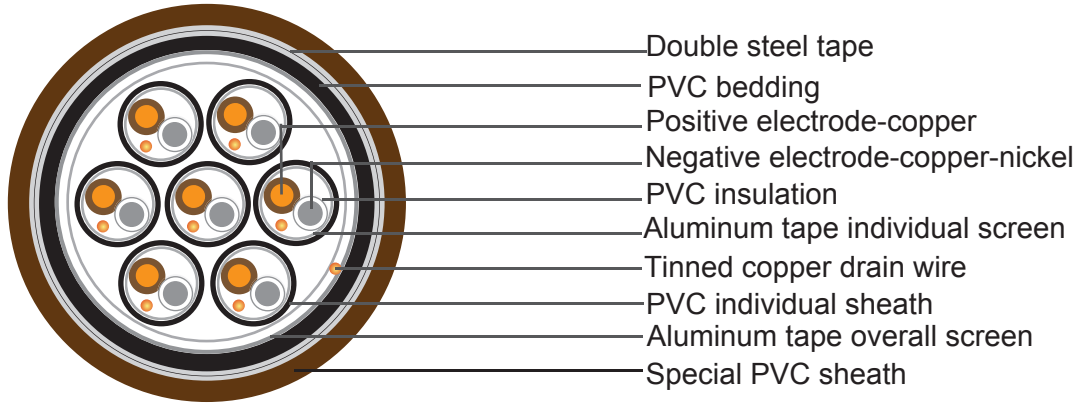 Double steel tape
PVC bedding
Positive electrode-copper
Negative electrode-copper-nickel
PVC insulation
Aluminum tape individual screen
Tinned copper drain wire
PVC individual sheath
Aluminum tape overall screen
Special PVC sheath